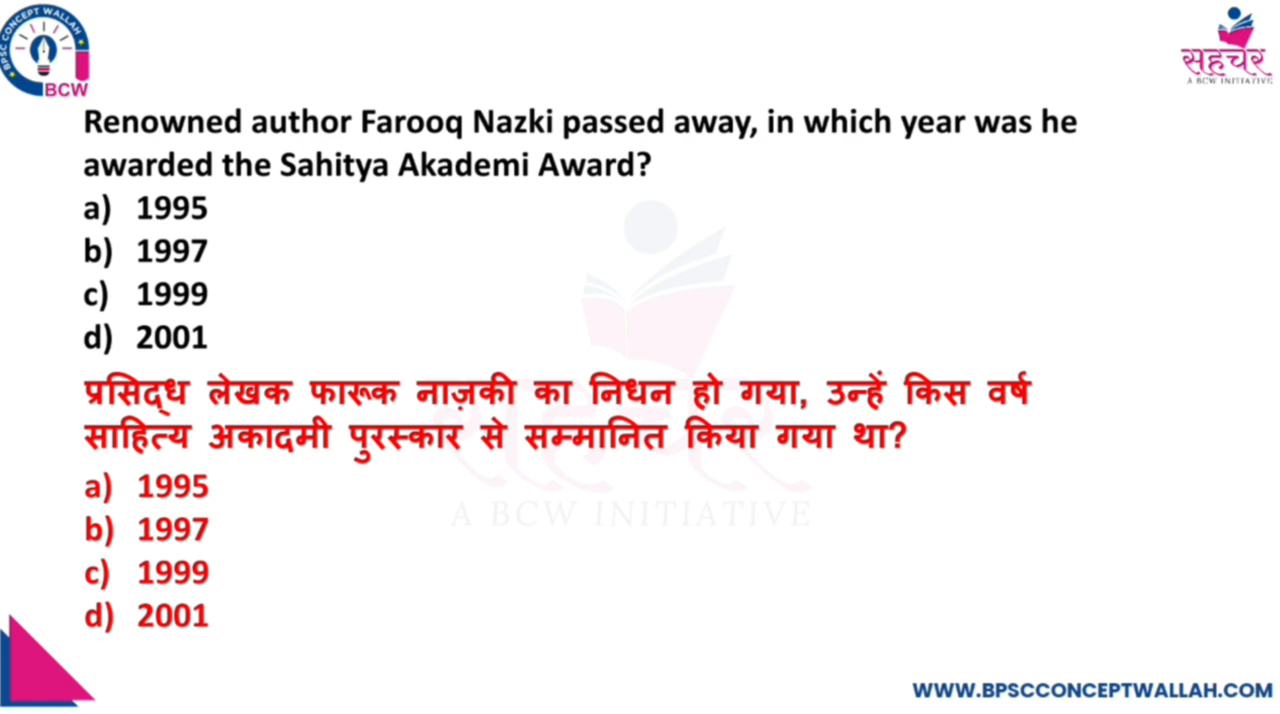 BPSC CONCEPT WALLAH
BCW
सहचर
A BCW INITIATIVE
Renowned author Farooq Nazki passed away, in which year was he
awarded the Sahitya Akademi Award?
a) 1995
b) 1997
c) 1999
d) 2001
प्रसिद्ध लेखक फारूक नाज़की का निधन हो गया, उन्हें किस वर्ष
साहित्य अकादमी पुरस्कार से सम्मानित किया गया था?
a) 1995
b) 1997
c) 1999
d) 2001
सहचर
A BCW INITIATIVE
WWW.BPSCCONCEPTWALLAH.COM